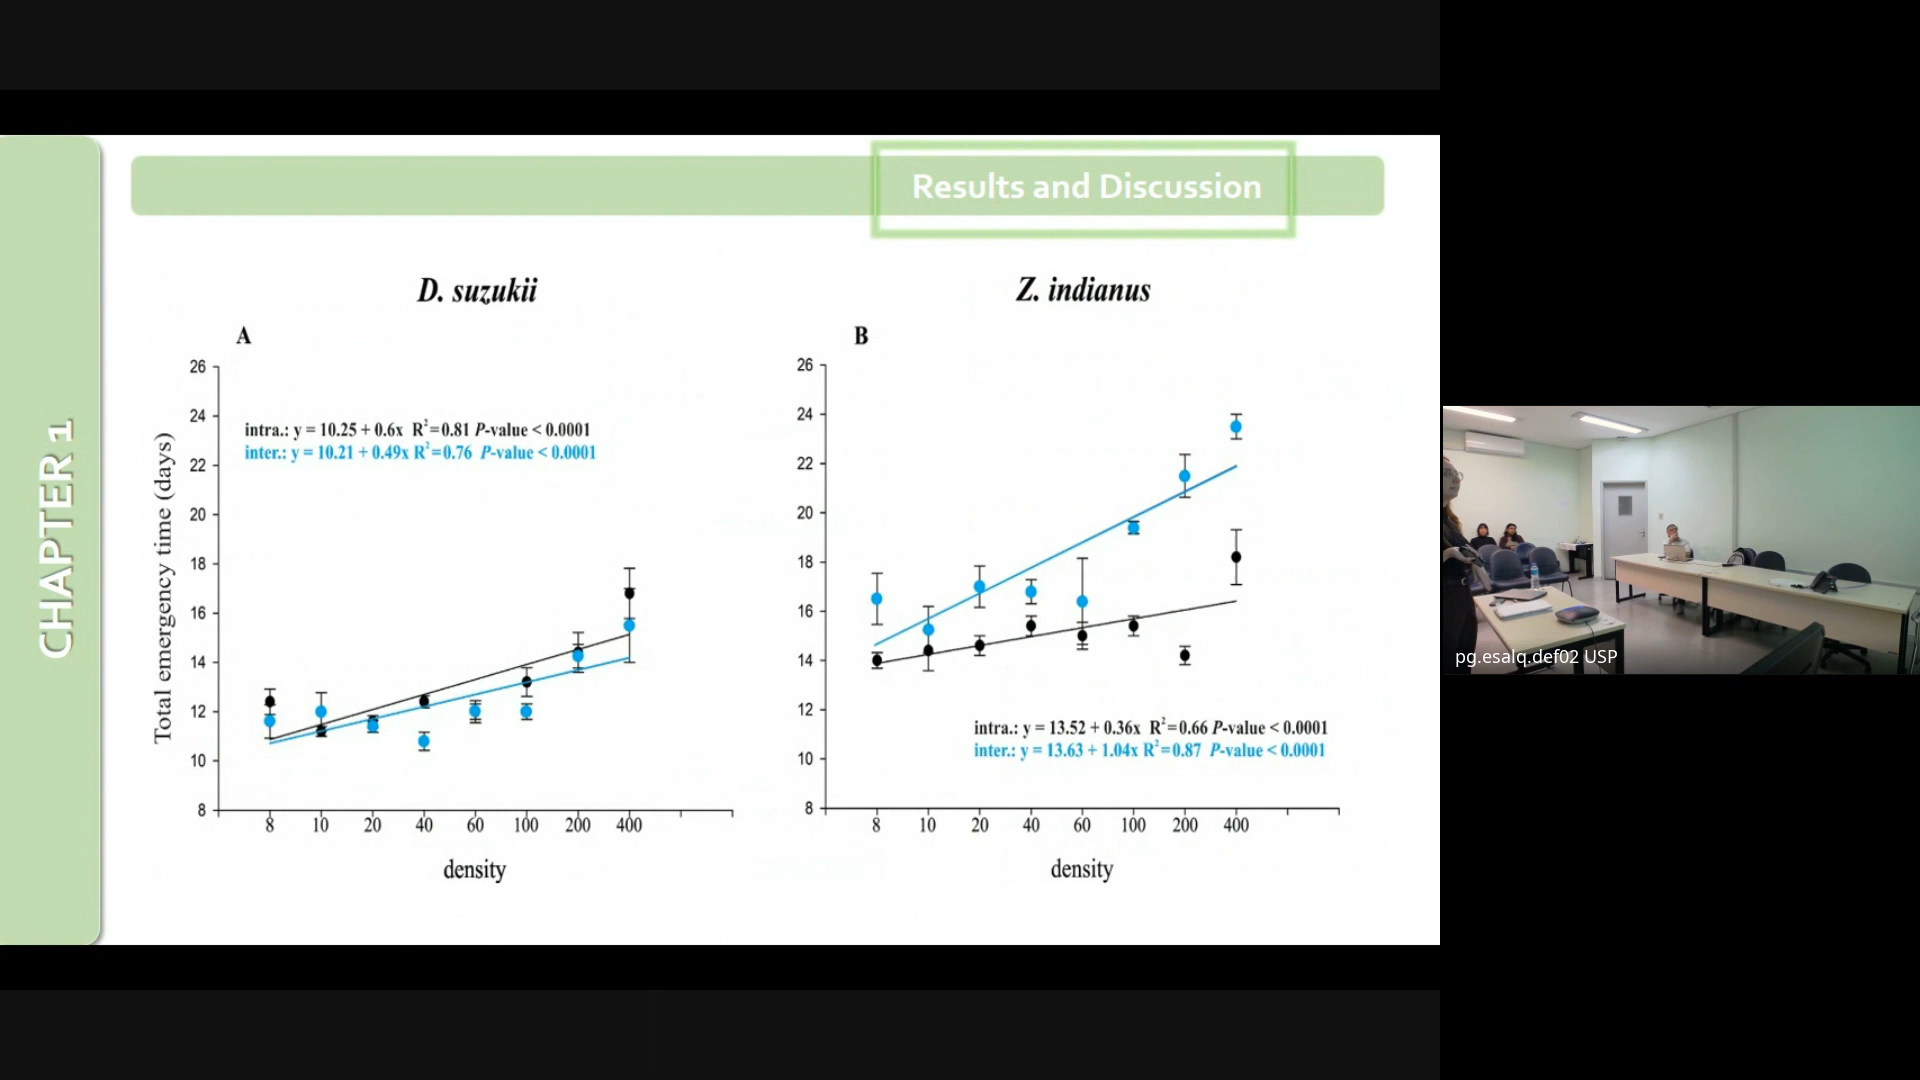 CHAPTER 1
Results and Discussion
D. suzukii
A
26
24
22
20
18
16
14
12
10
8
Total emergency time (days)
intra.: y = 10.25 + 0.6x R²=0.81 P-value < 0.0001
inter.: y = 10.21 + 0.49x R²=0.76 P-value < 0.0001
8 10 20 40 60 100 200 400
density
Z. indianus
B
26
24
22
20
18
16
14
12
10
8
intra.: y = 13.52 + 0.36x R²=0.66 P-value < 0.0001
inter.: y = 13.63 + 1.04x R²=0.87 P-value < 0.0001
8 10 20 40 60 100 200 400
density
pg.esalq.def02 USP